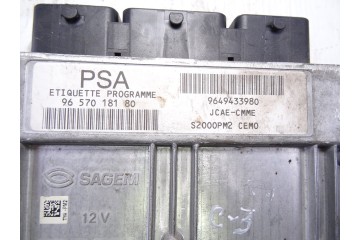 PSA
ETIQUETTE PROGRAMME
96 570 181 80
9649433980
JCAE-CMME
S2000PM2 CEMO
SAGEM
12 V